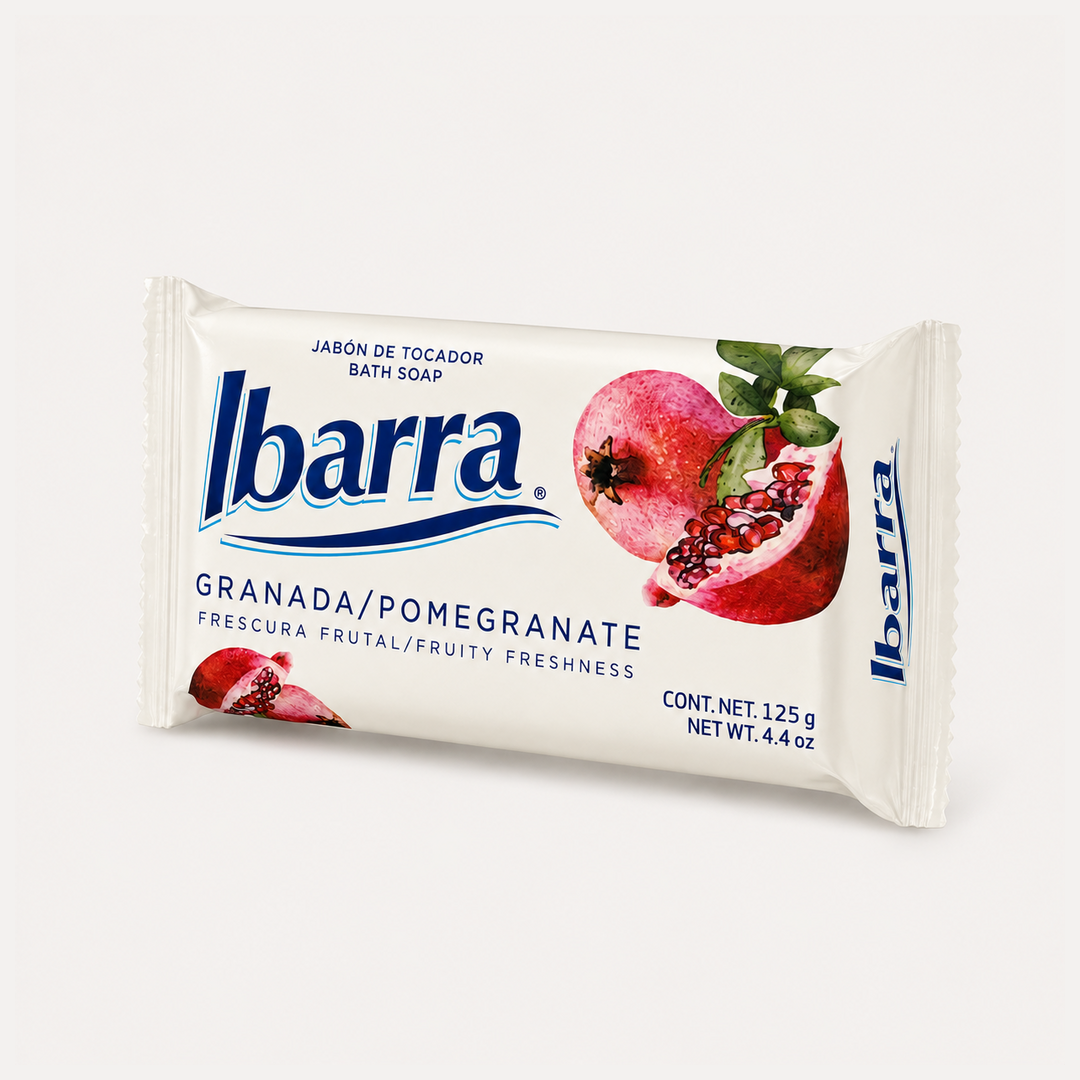 JABÓN DE TOCADOR
BATH SOAP
Ibarra®
GRANADA/POMEGRANATE
FRESCURA FRUTAL/FRUITY FRESHNESS
CONT. NET. 125 g
NET WT. 4.4 oz
Ibarra®